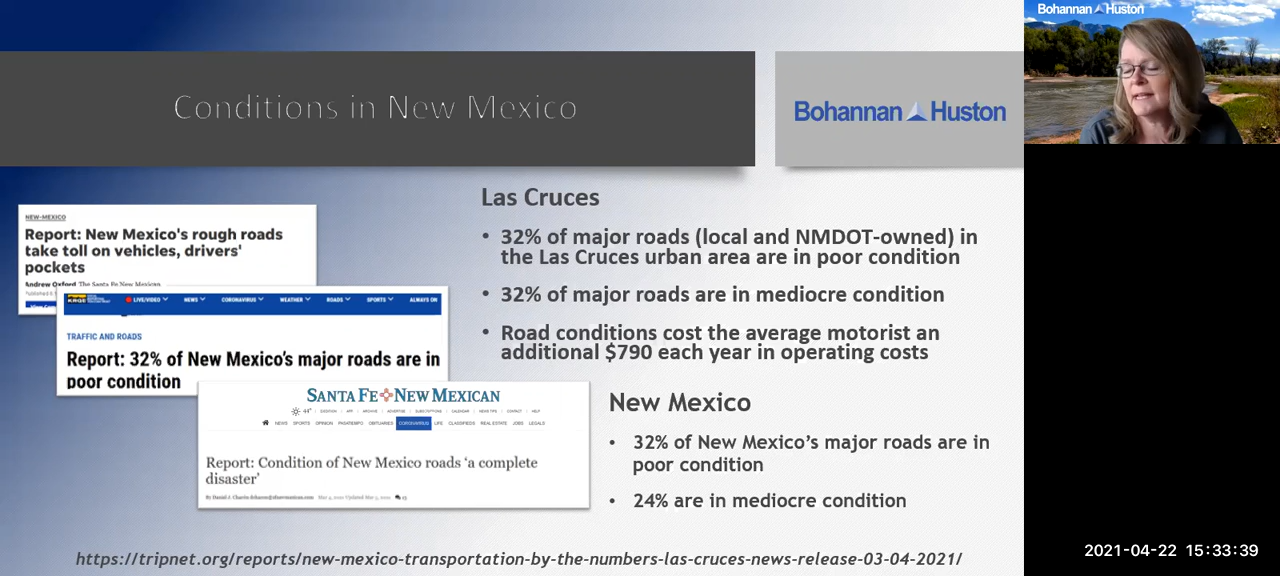 Conditions in New Mexico
Bohannan Huston
Bohannan Huston
Las Cruces
• 32% of major roads (local and NMDOT-owned) in
the Las Cruces urban area are in poor condition
• 32% of major roads are in mediocre condition
• Road conditions cost the average motorist an
additional $790 each year in operating costs
NEW-MEXICO
Report: New Mexico's rough roads
take toll on vehicles, drivers'
pockets
Andrew Oxford The Santa Fe New Mexican
KRQE LIVE/VIDEO NEWS CORONAVIRUS WEATHER ROADS SPORTS ALWAYS ON
TRAFFIC AND ROADS
Report: 32% of New Mexico's major roads are in
poor condition
SANTA FE NEW MEXICAN
44°
NEWS SPORTS OPINION PASATIEMPO OBITUARIES CORONAVIRUS LIFE CLASSIFIEDS REAL ESTATE JOBS LEGALS
Report: Condition of New Mexico roads 'a complete
disaster'
New Mexico
• 32% of New Mexico's major roads are in
poor condition
• 24% are in mediocre condition
https://tripnet.org/reports/new-mexico-transportation-by-the-numbers-las-cruces-news-release-03-04-2021/
2021-04-22 15:33:39